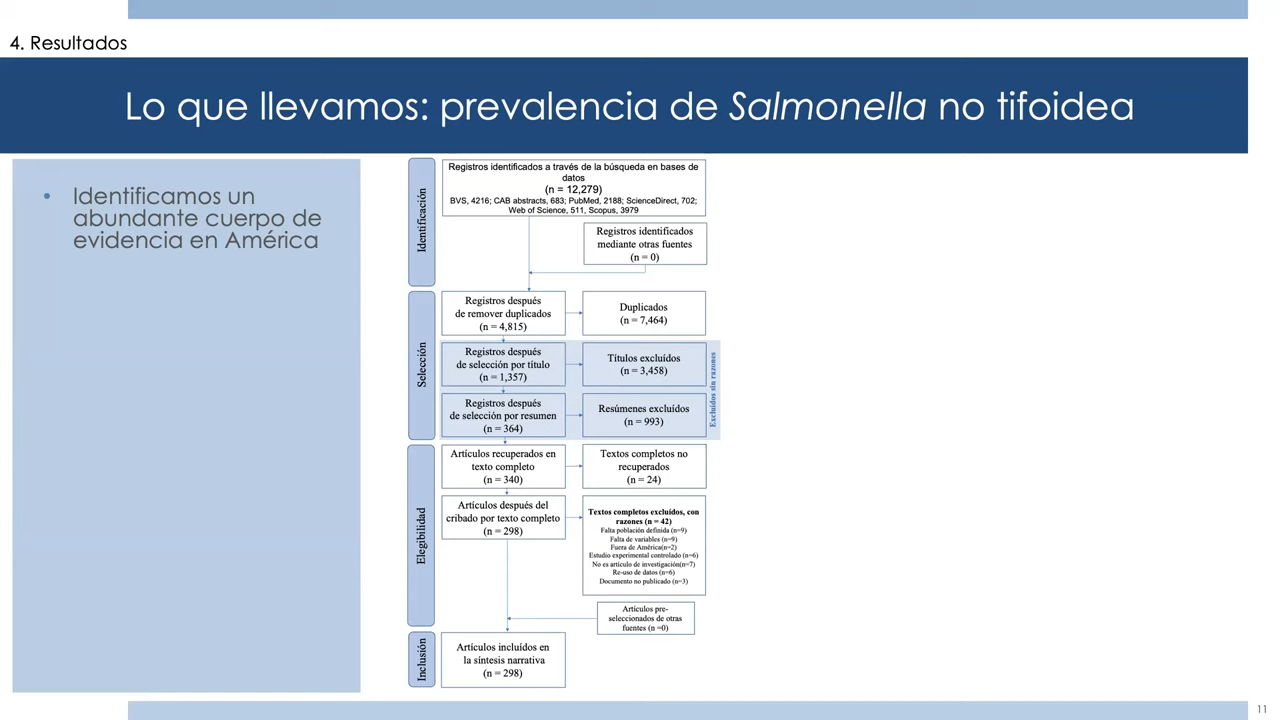 4. Resultados
Lo que llevamos: prevalencia de Salmonella no tifoidea
• Identificamos un
abundante cuerpo de
evidencia en América
Identificación
Registros identificados a través de la búsqueda en bases de
datos
(n = 12,279)
BVS, 4216; CAB abstracts, 683; PubMed, 2188; ScienceDirect, 702;
Web of Science, 511, Scopus, 3979
Registros identificados
mediante otras fuentes
(n = 0)
Selección
Registros después
de remover duplicados
(n = 4,815)
Duplicados
(n = 7,464)
Registros después
de selección por título
(n = 1,357)
Títulos excluídos
(n = 3,458)
Registros después
de selección por resumen
(n = 364)
Resúmenes excluídos
(n = 993)
Excluídos sin razones
Elegibilidad
Artículos recuperados en
texto completo
(n = 340)
Textos completos no
recuperados
(n = 24)
Artículos después del
cribado por texto completo
(n = 298)
Textos completos excluídos, con
razones (n = 42)
Falta población definida (n=9)
Falta de variables (n=9)
Fuera de América(n=2)
Estudio experimental controlado (n=6)
No es artículo de investigación(n=7)
Re-uso de datos (n=6)
Documento no publicado (n=3)
Artículos pre-
seleccionados de otras
fuentes (n =0)
Inclusión
Artículos incluídos en
la síntesis narrativa
(n = 298)
11